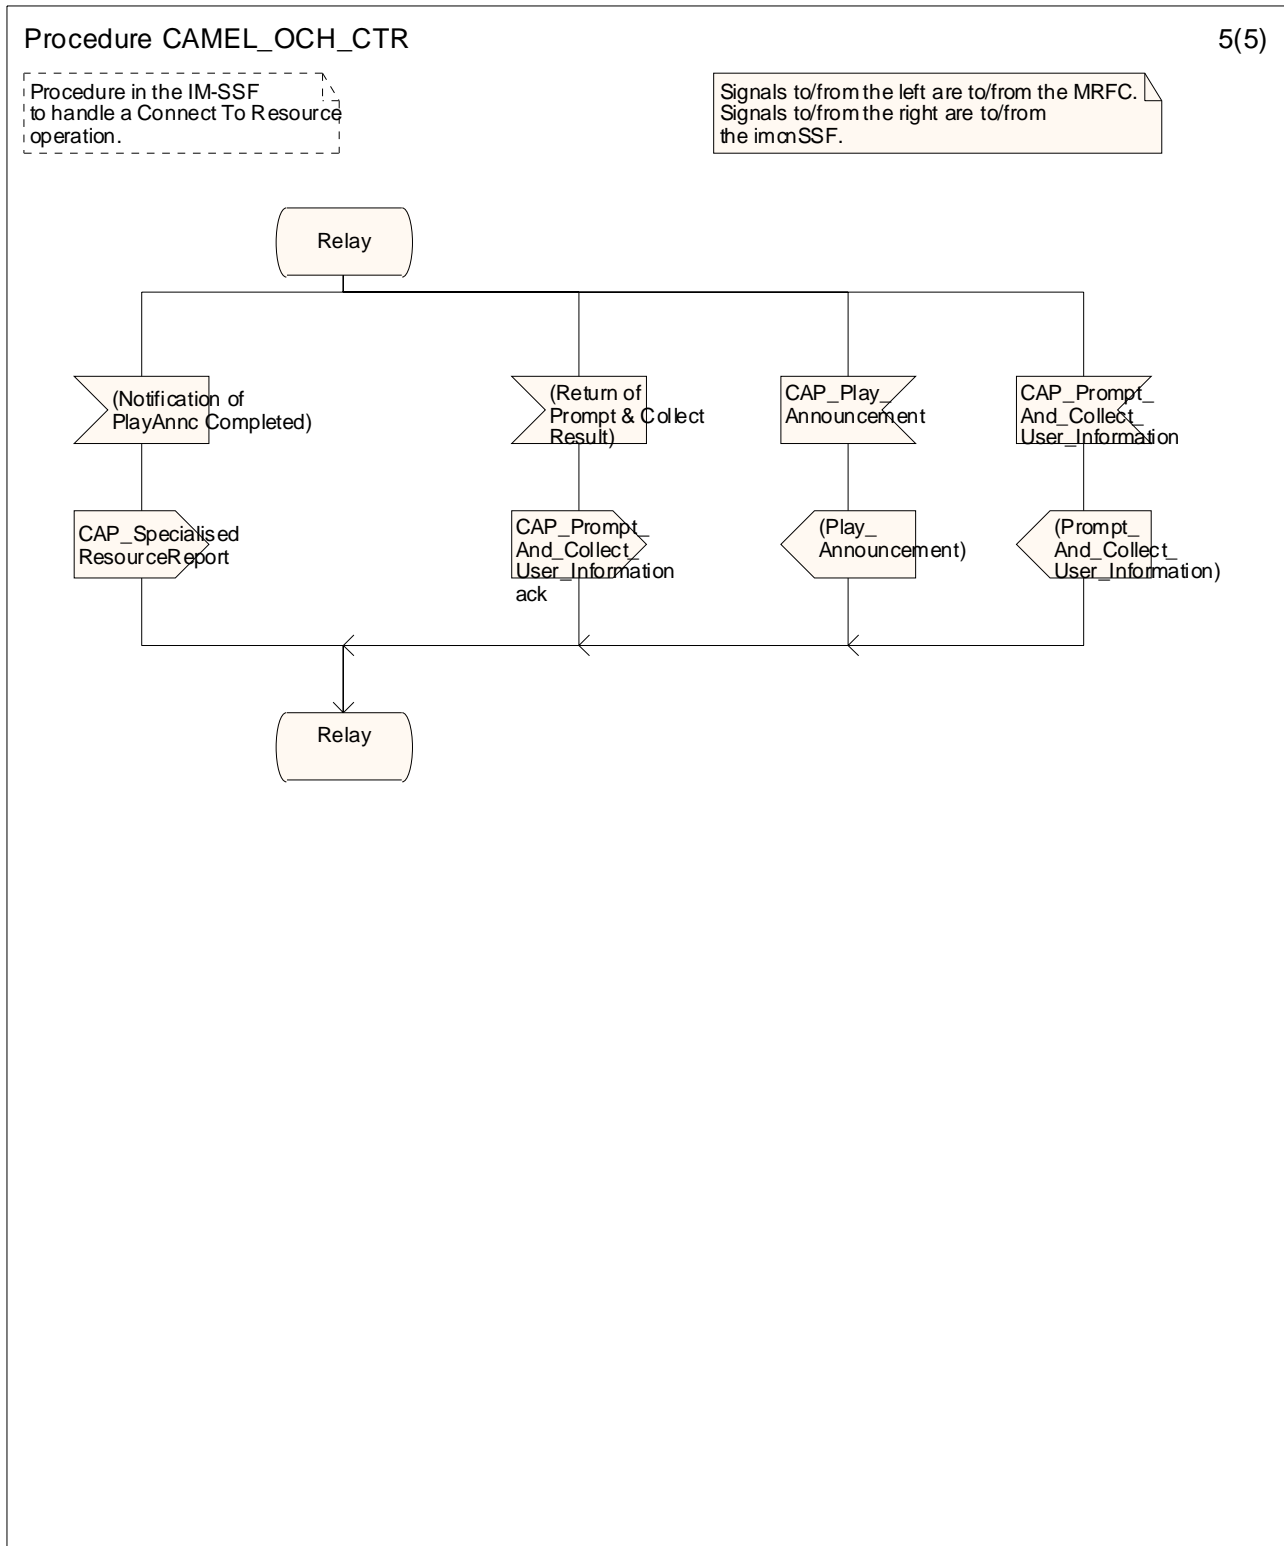 Procedure CAMEL_OCH_CTR
5(5)
Procedure in the IM-SSF
to handle a Connect To Resource
operation.
Signals to/from the left are to/from the MRFC.
Signals to/from the right are to/from
the imcnSSF.
Relay
(Notification of
PlayAnnc Completed)
(Return of
Prompt & Collect
Result)
CAP_Play_
Announcement
CAP_Prompt_
And_Collect_
User_Information
CAP_Specialised
ResourceReport
CAP_Prompt_
And_Collect_
User_Information
ack
(Play_
Announcement)
(Prompt_
And_Collect_
User_Information)
Relay